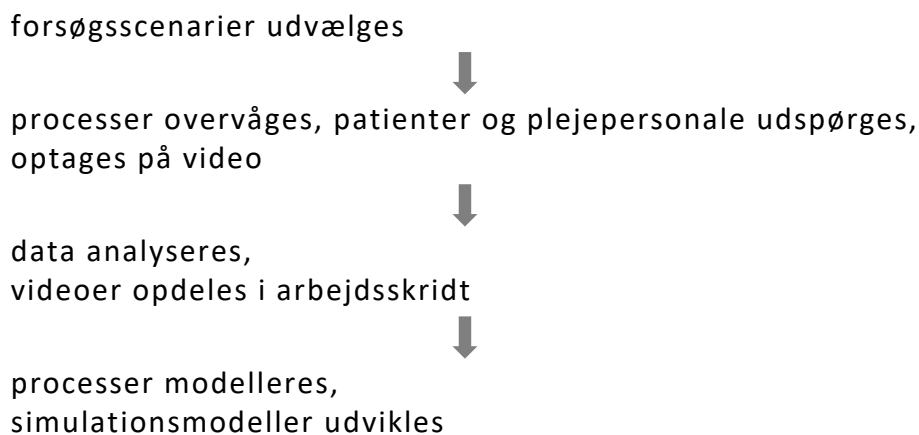 forsøgsscenarier udvælges
processer overvåges, patienter og plejepersonale udspørges,
optages på video
data analyseres,
videoer opdeles i arbejdsskridt
processer modelleres,
simulationsmodeller udvikles